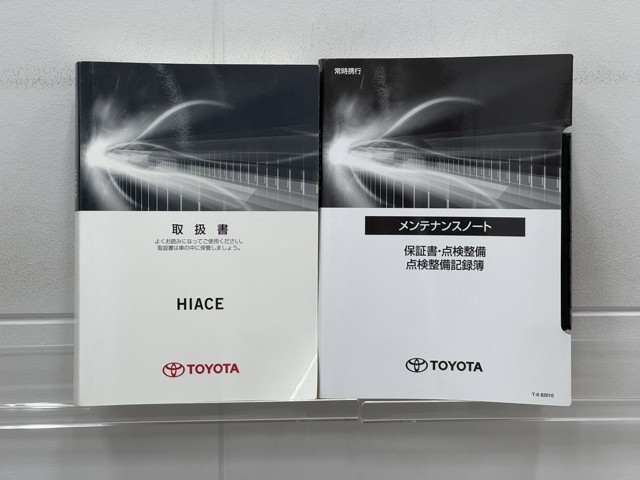 取扱書
よくお読みになってご使用ください。
取扱書は車の中に保管しましょう。
HIACE
TOYOTA
常時携行
メンテナンスノート
保証書・点検整備
点検整備記録簿
TOYOTA
T-G 62010